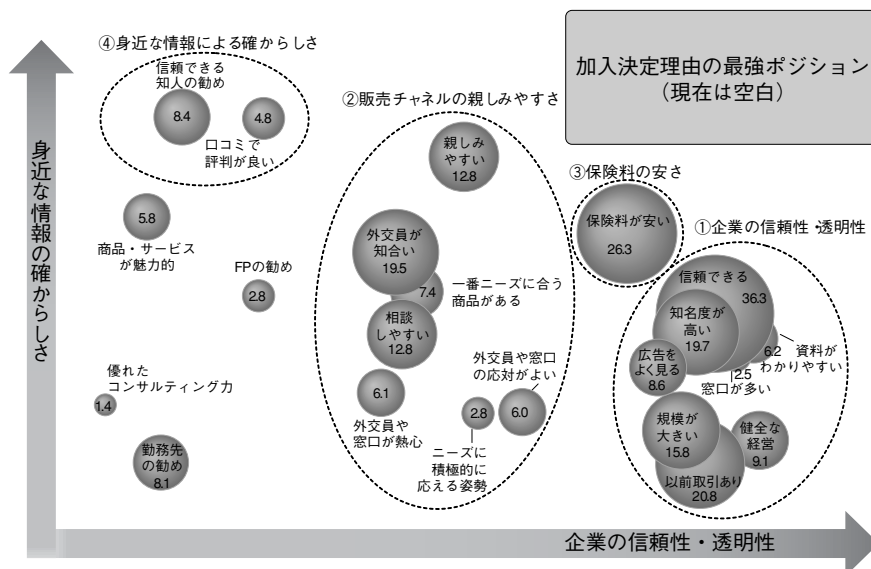 ④身近な情報による確からしさ
信頼できる
知人の勧め
8.4
4.8
口コミで
評判が良い
加入決定理由の最強ポジション
（現在は空白）
②販売チャネルの親しみやすさ
親しみ
やすい
12.8
③保険料の安さ
保険料が安い
26.3
5.8
商品・サービス
が魅力的
FPの勧め
2.8
外交員が
知合い
19.5
7.4
一番ニーズに合う
商品がある
相談
しやすい
12.8
①企業の信頼性・透明性
信頼できる
36.3
知名度が
高い
19.7
6.2
資料が
わかりやすい
2.5
窓口が多い
広告を
よく見る
8.6
優れた
コンサルティング力
1.4
6.1
外交員や
窓口が熱心
外交員や窓口
の応対がよい
2.8
6.0
ニーズに
積極的に
応える姿勢
規模が
大きい
15.8
健全な
経営
9.1
以前取引あり
20.8
勤務先
の勧め
8.1
身近な情報の確からしさ
企業の信頼性・透明性